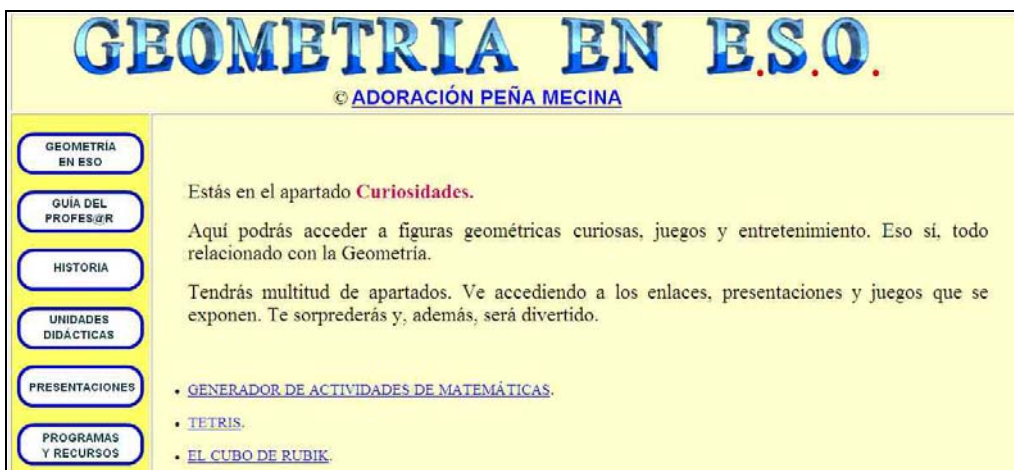 GEOMETRIA EN E.S.O.
© ADORACIÓN PEÑA MECINA
GEOMETRÍA
EN ESO
GUÍA DEL
PROFES@R
HISTORIA
UNIDADES
DIDÁCTICAS
PRESENTACIONES
PROGRAMAS
Y RECURSOS
Estás en el apartado Curiosidades.
Aquí podrás acceder a figuras geométricas curiosas, juegos y entretenimiento. Eso sí, todo
relacionado con la Geometría.
Tendrás multitud de apartados. Ve accediendo a los enlaces, presentaciones y juegos que se
exponen. Te sorprederás y, además, será divertido.
• GENERADOR DE ACTIVIDADES DE MATEMÁTICAS.
• TETRIS.
• EL CUBO DE RUBIK.